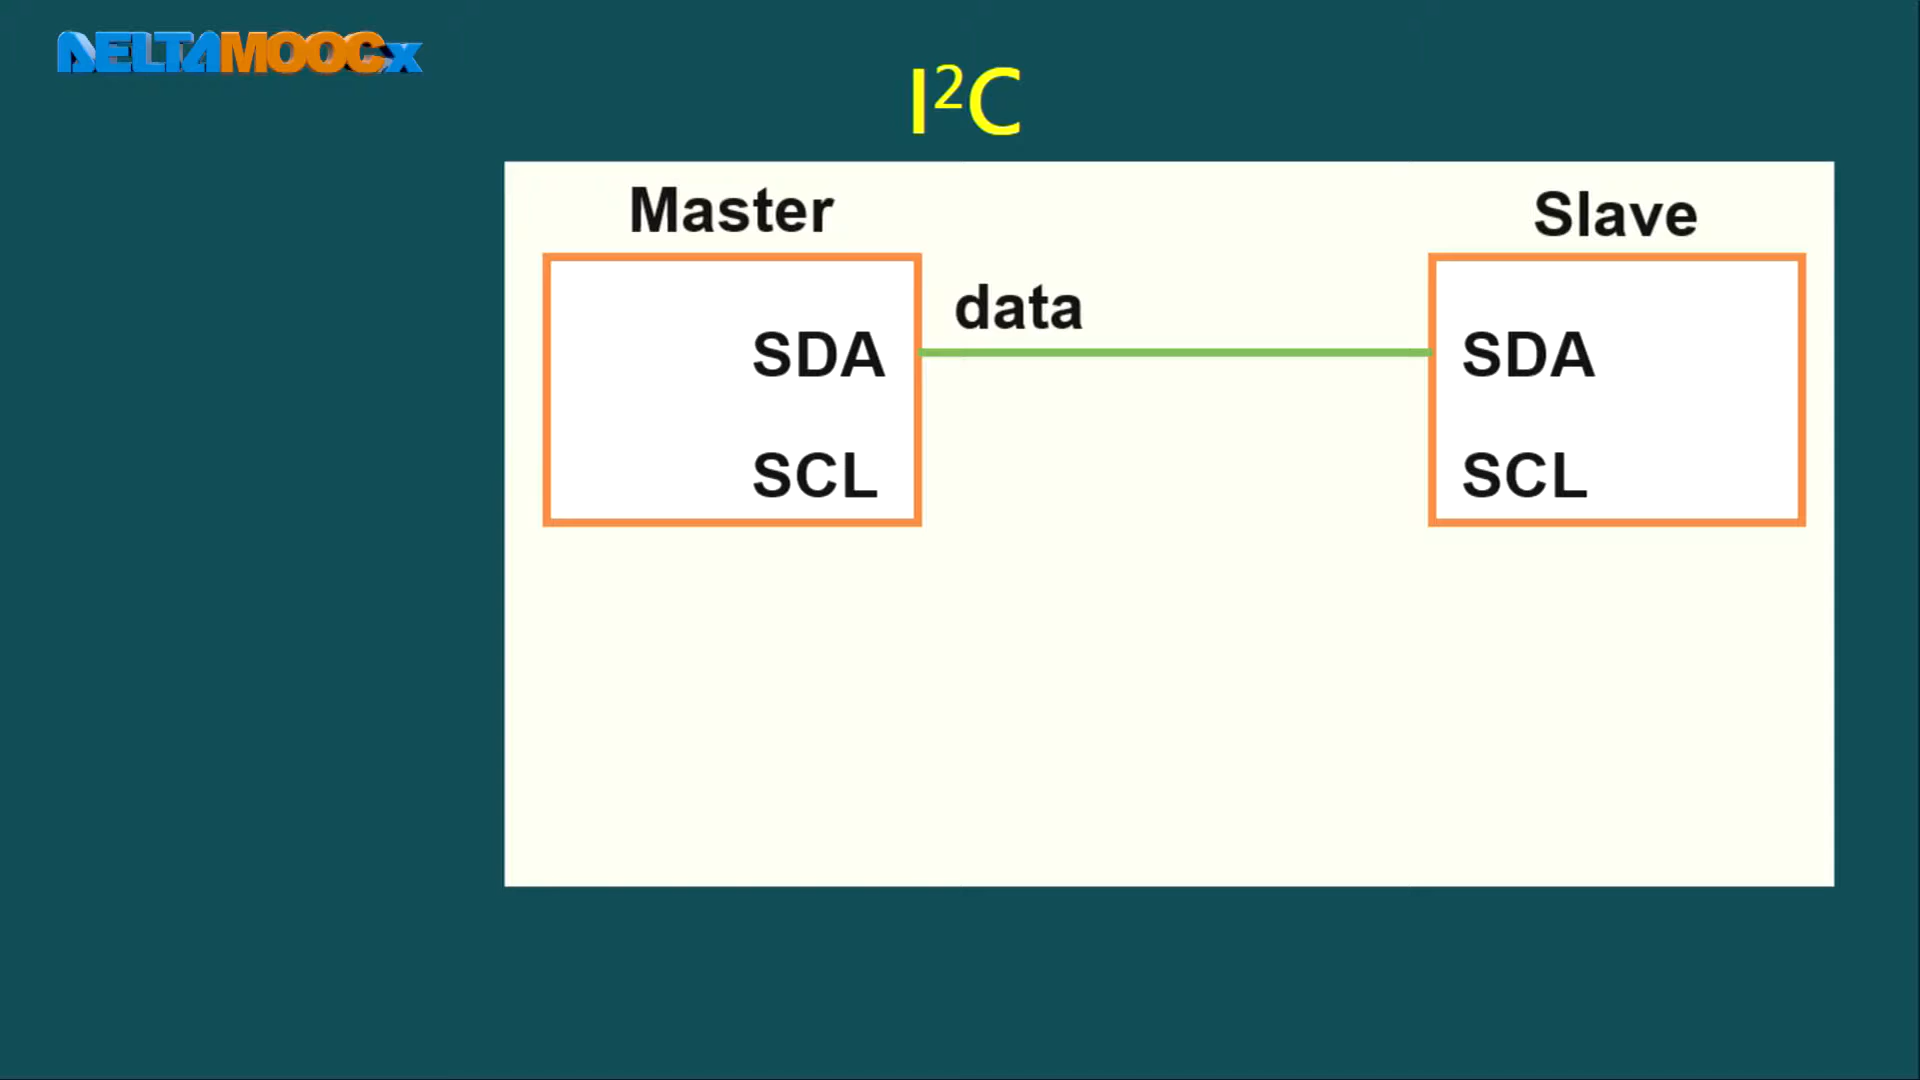 DELTAMOOCx
I²C
Master
Slave
data
SDA
SDA
SCL
SCL